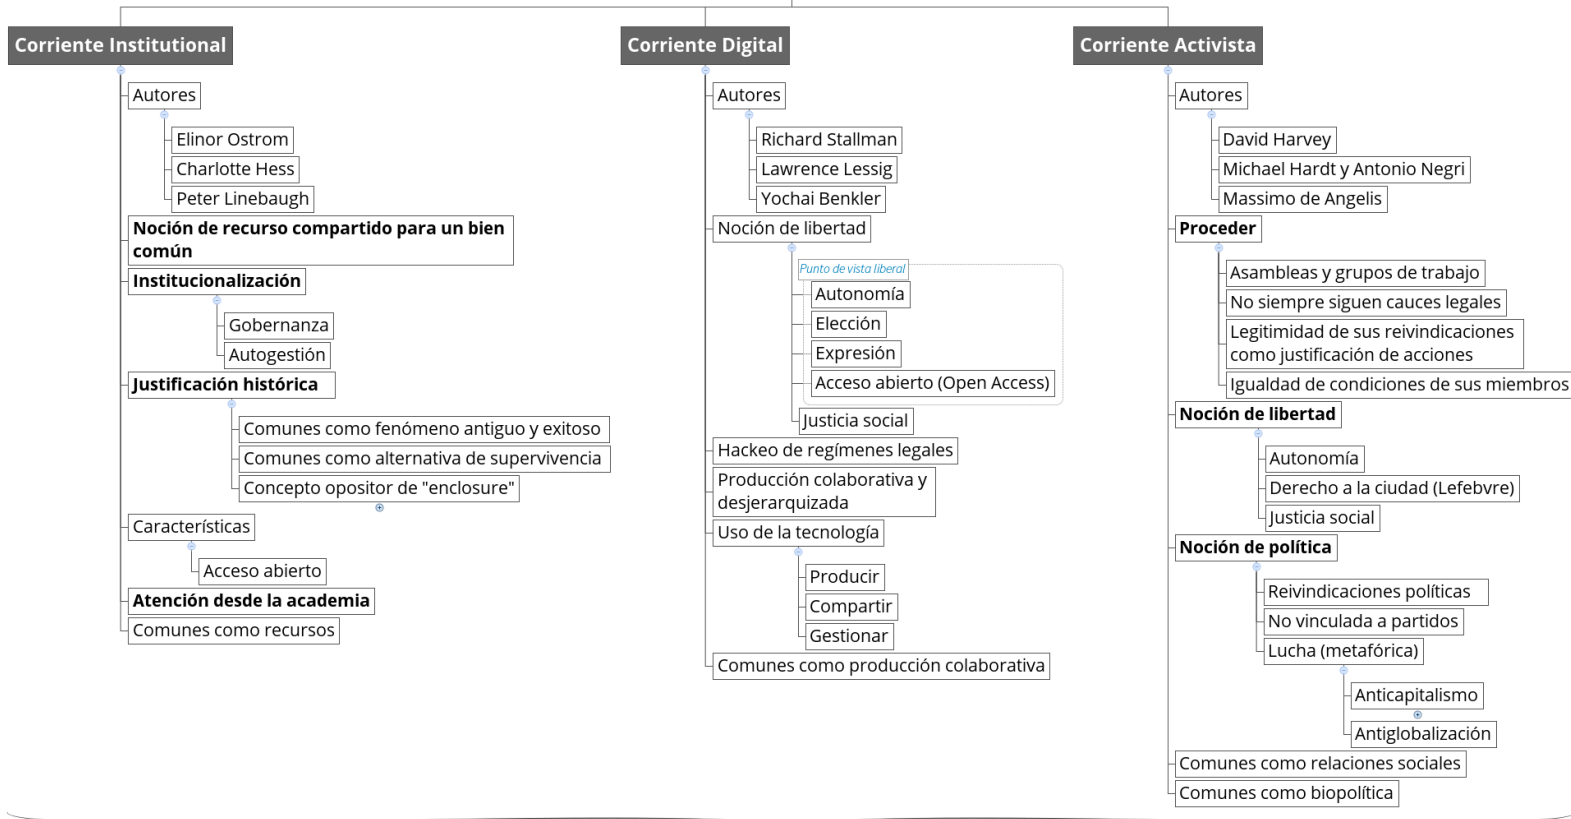 Corriente Institutional
Autores
Elinor Ostrom
Charlotte Hess
Peter Linebaugh
Noción de recurso compartido para un bien
común
Institucionalización
Gobernanza
Autogestión
Justificación histórica
Comunes como fenómeno antiguo y exitoso
Comunes como alternativa de supervivencia
Concepto opositor de "enclosure"
Características
Acceso abierto
Atención desde la academia
Comunes como recursos
Corriente Digital
Autores
Richard Stallman
Lawrence Lessig
Yochai Benkler
Noción de libertad
Punto de vista liberal
Autonomía
Elección
Expresión
Acceso abierto (Open Access)
Justicia social
Hackeo de regímenes legales
Producción colaborativa y
desjerarquizada
Uso de la tecnología
Producir
Compartir
Gestionar
Comunes como producción colaborativa
Corriente Activista
Autores
David Harvey
Michael Hardt y Antonio Negri
Massimo de Angelis
Proceder
Asambleas y grupos de trabajo
No siempre siguen cauces legales
Legitimidad de sus reivindicaciones
como justificación de acciones
Igualdad de condiciones de sus miembros
Noción de libertad
Autonomía
Derecho a la ciudad (Lefebvre)
Justicia social
Noción de política
Reivindicaciones políticas
No vinculada a partidos
Lucha (metafórica)
Anticapitalismo
Antiglobalización
Comunes como relaciones sociales
Comunes como biopolítica